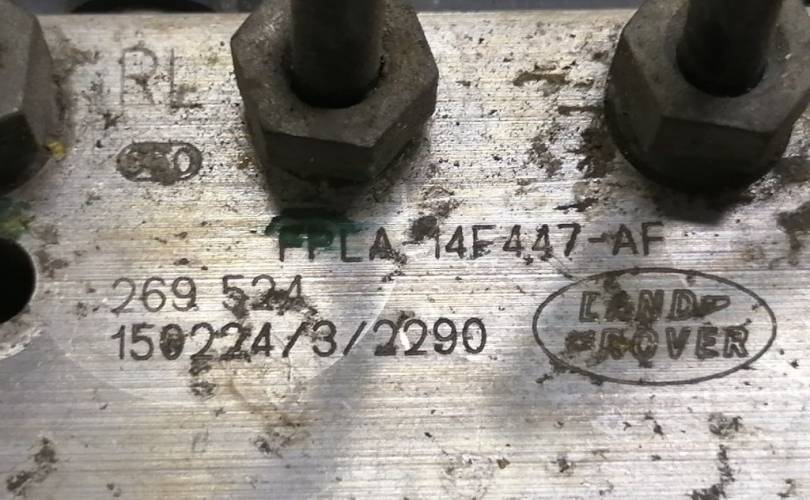 RL
FPLA-14F447-AF
269 524
150224/3/2290
LAND-
-ROVER